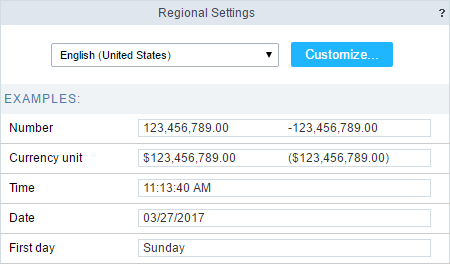 Regional Settings ?
English (United States) ▼ Customize...
EXAMPLES:
Number 123,456,789.00 -123,456,789.00
Currency unit $123,456,789.00 ($123,456,789.00)
Time 11:13:40 AM
Date 03/27/2017
First day Sunday